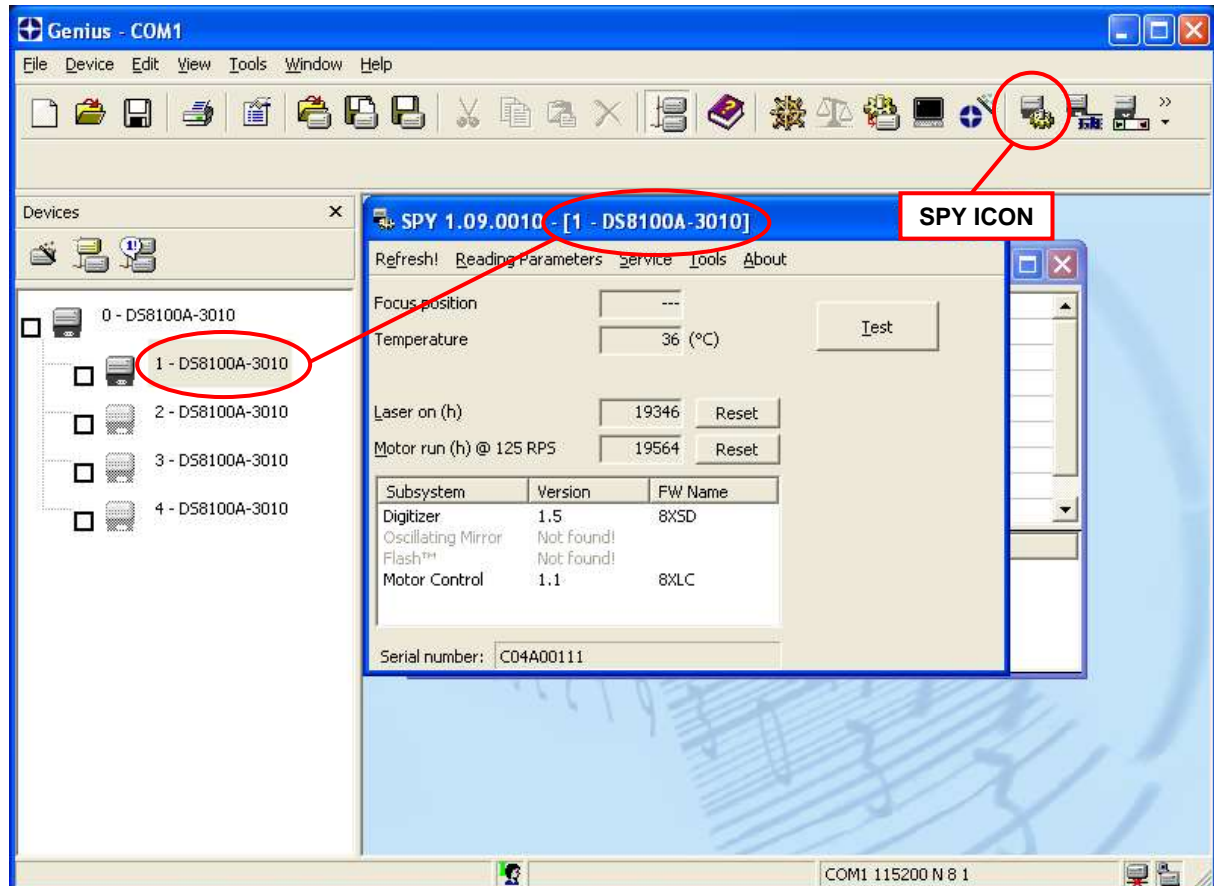 Genius - COM1
File Device Edit View Tools Window Help
SPY ICON
Devices
0 - DS8100A-3010
1 - DS8100A-3010
2 - DS8100A-3010
3 - DS8100A-3010
4 - DS8100A-3010
SPY 1.09.0010 - [1 - DS8100A-3010]
Refresh! Reading Parameters Service Tools About
Focus position ---
Temperature 36 (°C)
Test
Laser on (h) 19346 Reset
Motor run (h) @ 125 RPS 19564 Reset
Subsystem Version FW Name
Digitizer 1.5 8XSD
Oscillating Mirror Not found!
Flash™ Not found!
Motor Control 1.1 8XLC
Serial number: C04A00111
COM1 115200 N 8 1